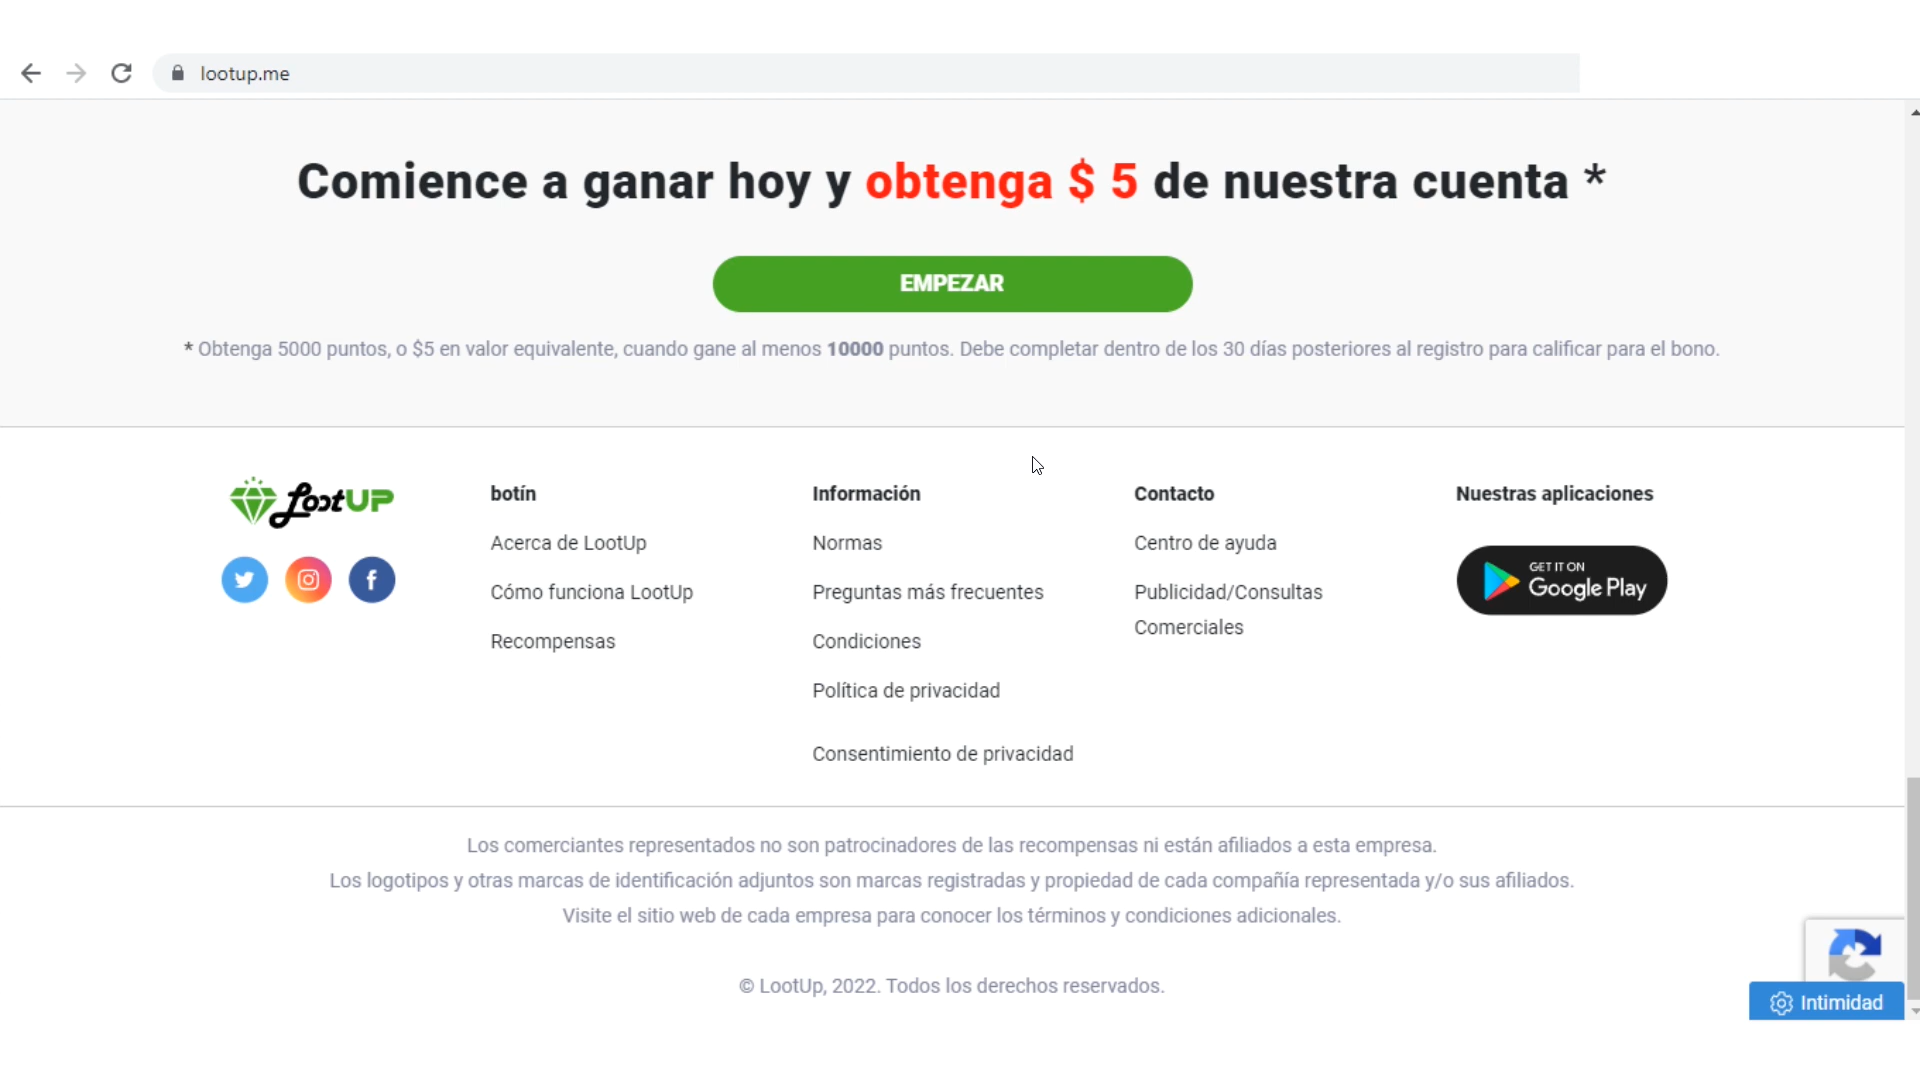 lootup.me
Comience a ganar hoy y obtenga $ 5 de nuestra cuenta *
EMPEZAR
* Obtenga 5000 puntos, o $5 en valor equivalente, cuando gane al menos 10000 puntos. Debe completar dentro de los 30 días posteriores al registro para calificar para el bono.
LootUP
botín
Acerca de LootUp
Cómo funciona LootUp
Recompensas
Información
Normas
Preguntas más frecuentes
Condiciones
Política de privacidad
Consentimiento de privacidad
Contacto
Centro de ayuda
Publicidad/Consultas
Comerciales
Nuestras aplicaciones
GET IT ON
Google Play
Los comerciantes representados no son patrocinadores de las recompensas ni están afiliados a esta empresa.
Los logotipos y otras marcas de identificación adjuntos son marcas registradas y propiedad de cada compañía representada y/o sus afiliados.
Visite el sitio web de cada empresa para conocer los términos y condiciones adicionales.
© LootUp, 2022. Todos los derechos reservados.
Intimidad